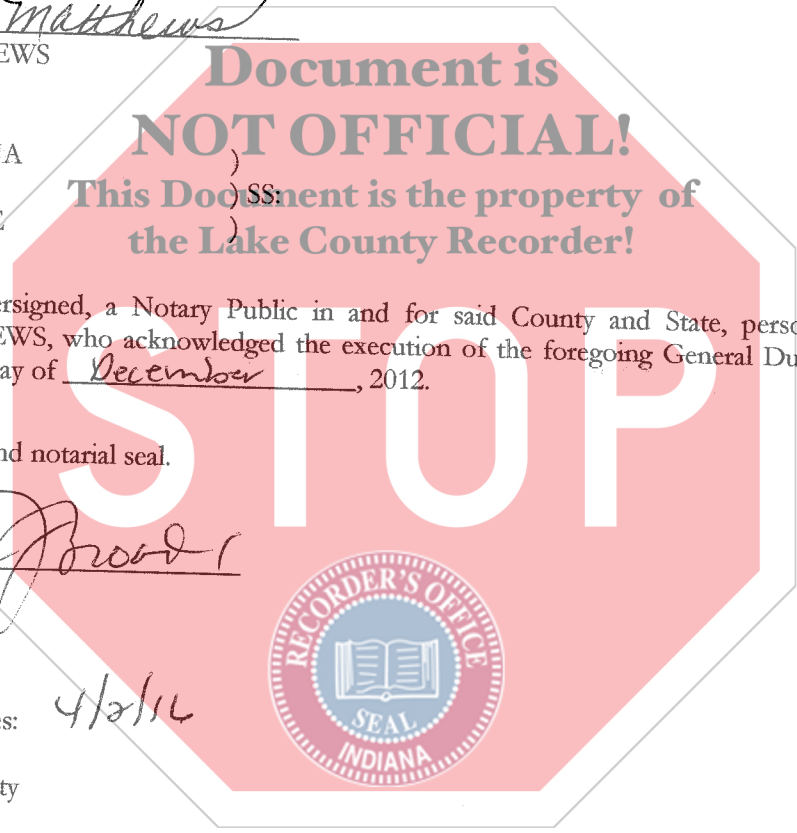 Matthews
EWS
Document is
NOT OFFICIAL!
This Document is the property of
the Lake County Recorder!
A
)
) SS:
)
E
ersigned, a Notary Public in and for said County and State, perso
EWS, who acknowledged the execution of the foregoing General Du
ay of December, 2012.
STOP
nd notarial seal.
RECORDER'S OFFICE
SEAL
INDIANA
es: 4/2/16
ty